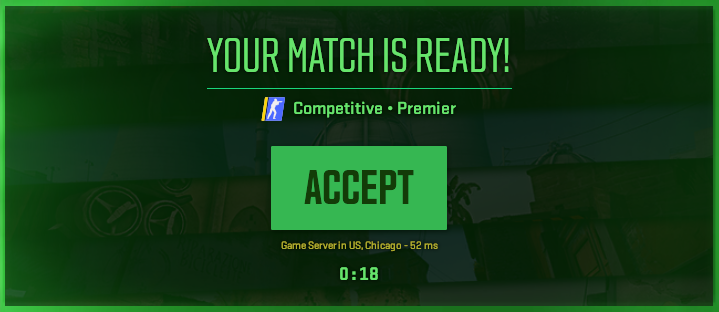 YOUR MATCH IS READY!
Competitive • Premier
ACCEPT
Game Server in US, Chicago - 52 ms
0:18